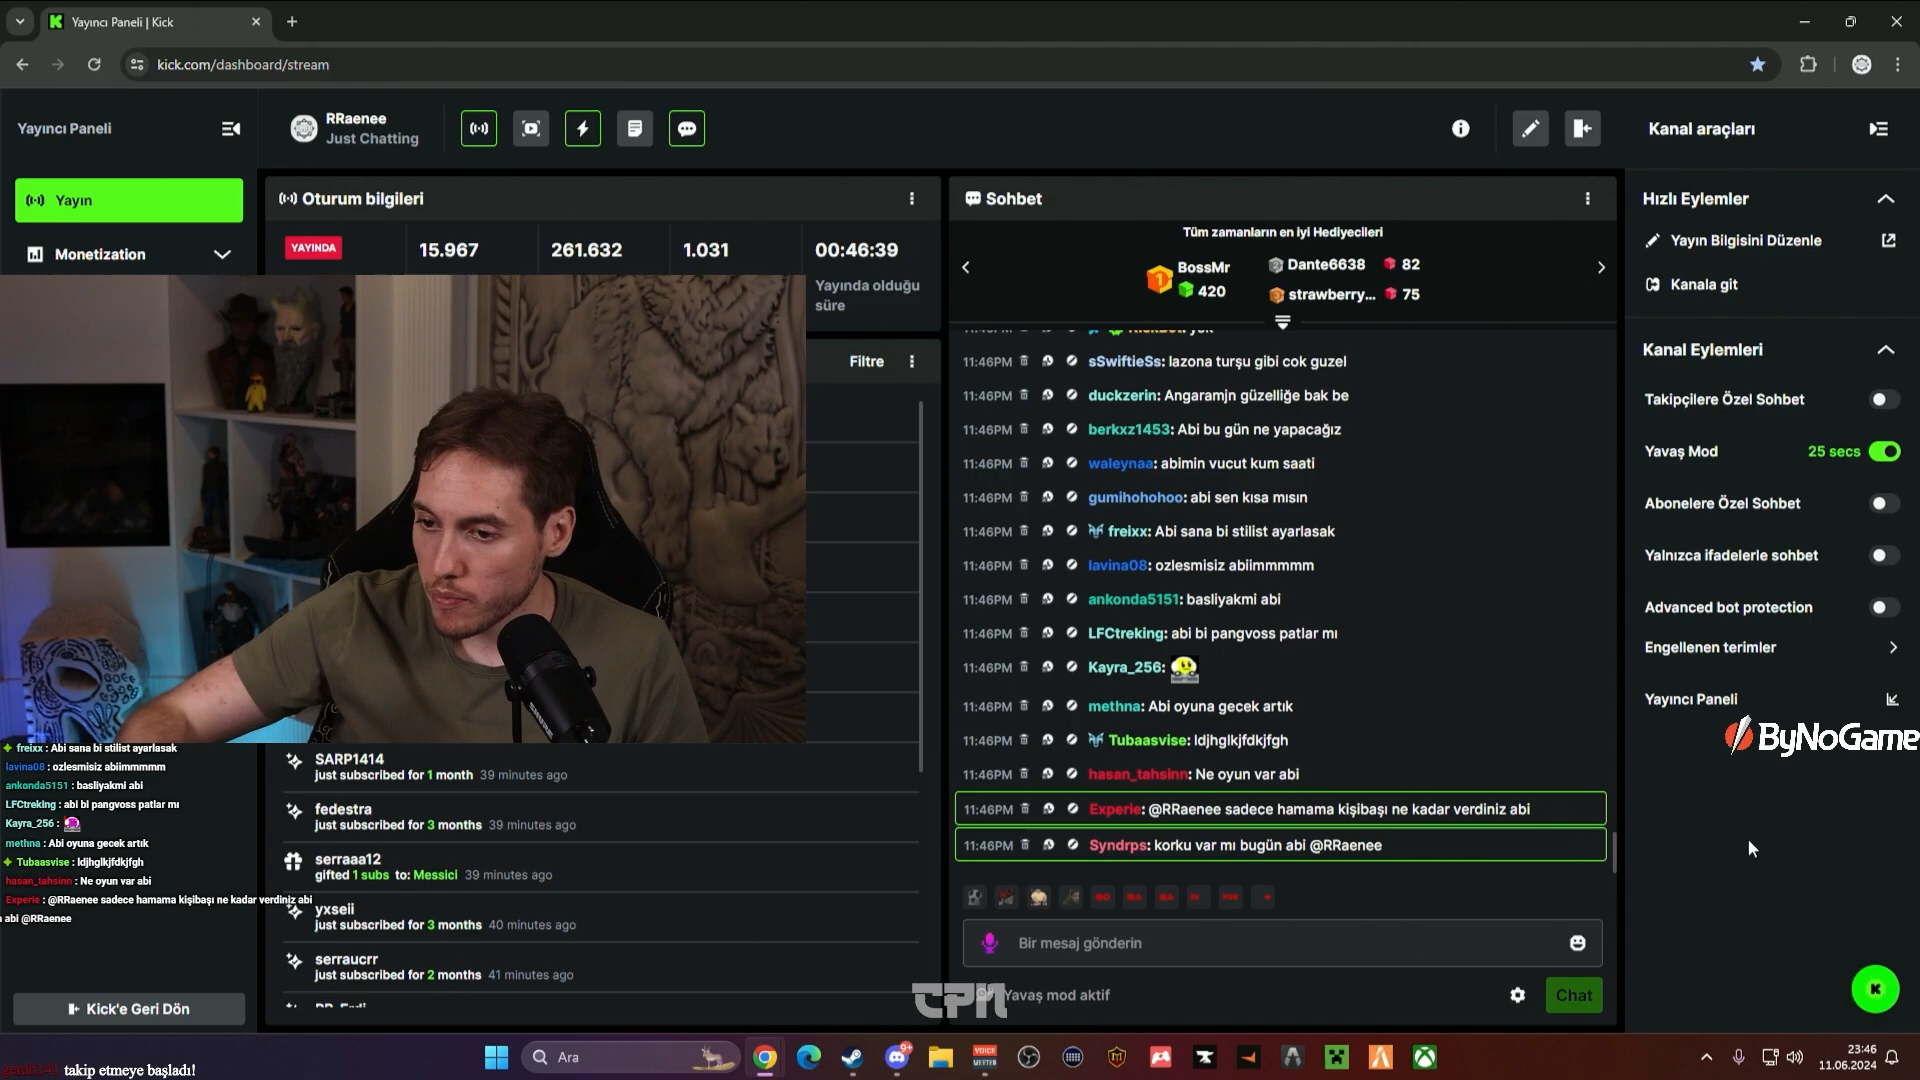 Yayıncı Paneli | Kick
kick.com/dashboard/stream
Yayıncı Paneli
RRaenee
Just Chatting
Kanal araçları
Yayın
Monetization
Oturum bilgileri
YAYINDA
15.967
261.632
1.031
00:46:39
Yayında olduğu
süre
Filtre
SARP1414
just subscribed for 1 month 39 minutes ago
fedestra
just subscribed for 3 months 39 minutes ago
serraaa12
gifted 1 subs to: Messici 39 minutes ago
yxseii
just subscribed for 3 months 40 minutes ago
serraucrr
just subscribed for 2 months 41 minutes ago
Sohbet
Tüm zamanların en iyi Hediyecileri
BossMr
420
Dante6638 82
strawberry... 75
11:46PM sSwiftieSs: lazona turşu gibi cok guzel
11:46PM duckzerin: Angaramjn güzelliğe bak be
11:46PM berkxz1453: Abi bu gün ne yapacağız
11:46PM waleynaa: abimin vucut kum saati
11:46PM gumihohohoo: abi sen kısa mısın
11:46PM freixx: Abi sana bi stilist ayarlasak
11:46PM lavina08: ozlesmisiz abiimmmmm
11:46PM ankonda5151: basliyakmi abi
11:46PM LFCtreking: abi bi pangvoss patlar mı
11:46PM Kayra_256:
11:46PM methna: Abi oyuna gecek artık
11:46PM Tubaasvise: ldjhglkjfdkjfgh
11:46PM hasan_tahsinn: Ne oyun var abi
11:46PM Experie: @RRaenee sadece hamama kişibaşı ne kadar verdiniz abi
11:46PM Syndrps: korku var mı bugün abi @RRaenee
Bir mesaj gönderin
Yavaş mod aktif
Chat
Hızlı Eylemler
Yayın Bilgisini Düzenle
Kanala git
Kanal Eylemleri
Takipçilere Özel Sohbet
Yavaş Mod 25 secs
Abonelere Özel Sohbet
Yalnızca ifadelerle sohbet
Advanced bot protection
Engellenen terimler
Yayıncı Paneli
ByNoGame
freixx : Abi sana bi stilist ayarlasak
lavina08 : ozlesmisiz abiimmmmm
ankonda5151 : basliyakmi abi
LFCtreking : abi bi pangvoss patlar mı
Kayra_256 :
methna : Abi oyuna gecek artık
Tubaasvise : ldjhglkjfdkjfgh
hasan_tahsinn : Ne oyun var abi
Experie : @RRaenee sadece hamama kişibaşı ne kadar verdiniz abi
abi @RRaenee
Kick'e Geri Dön
takip etmeye başladı!
Ara
VOICE
MEETER
23:46
11.06.2024